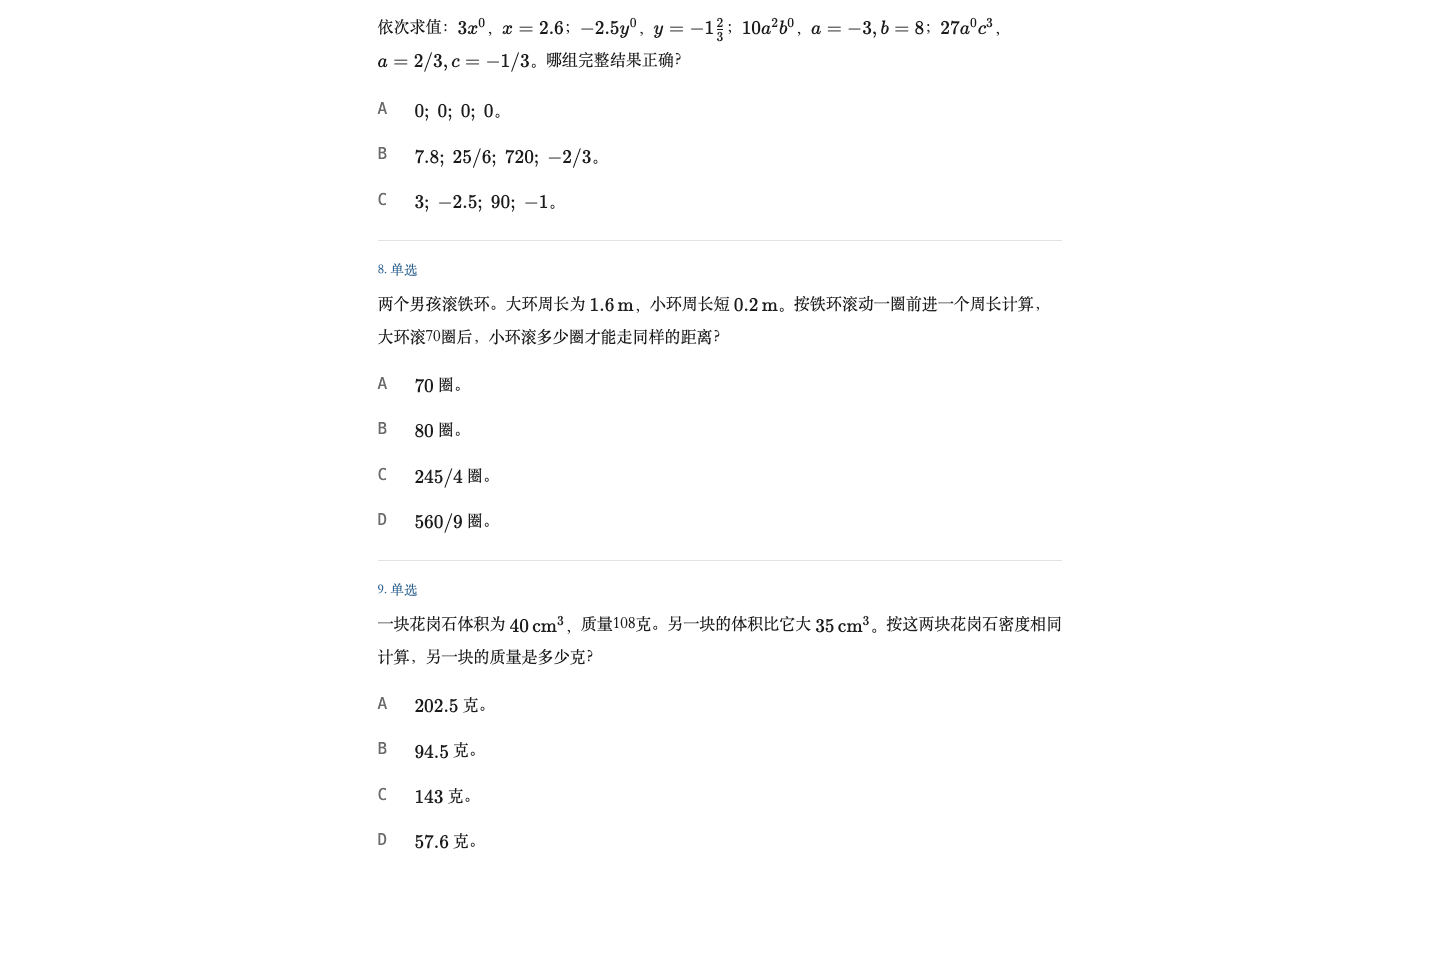 依次求值：3x⁰，x = 2.6；−2.5y⁰，y = −1⅔；10a²b⁰，a = −3, b = 8；27a⁰c³，
a = 2/3, c = −1/3。哪组完整结果正确？
A 0; 0; 0; 0。
B 7.8; 25/6; 720; −2/3。
C 3; −2.5; 90; −1。
8. 单选
两个男孩滚铁环。大环周长为 1.6 m，小环周长短 0.2 m。按铁环滚动一圈前进一个周长计算，
大环滚70圈后，小环滚多少圈才能走同样的距离？
A 70 圈。
B 80 圈。
C 245/4 圈。
D 560/9 圈。
9. 单选
一块花岗石体积为 40 cm³，质量108克。另一块的体积比它大 35 cm³。按这两块花岗石密度相同
计算，另一块的质量是多少克？
A 202.5 克。
B 94.5 克。
C 143 克。
D 57.6 克。